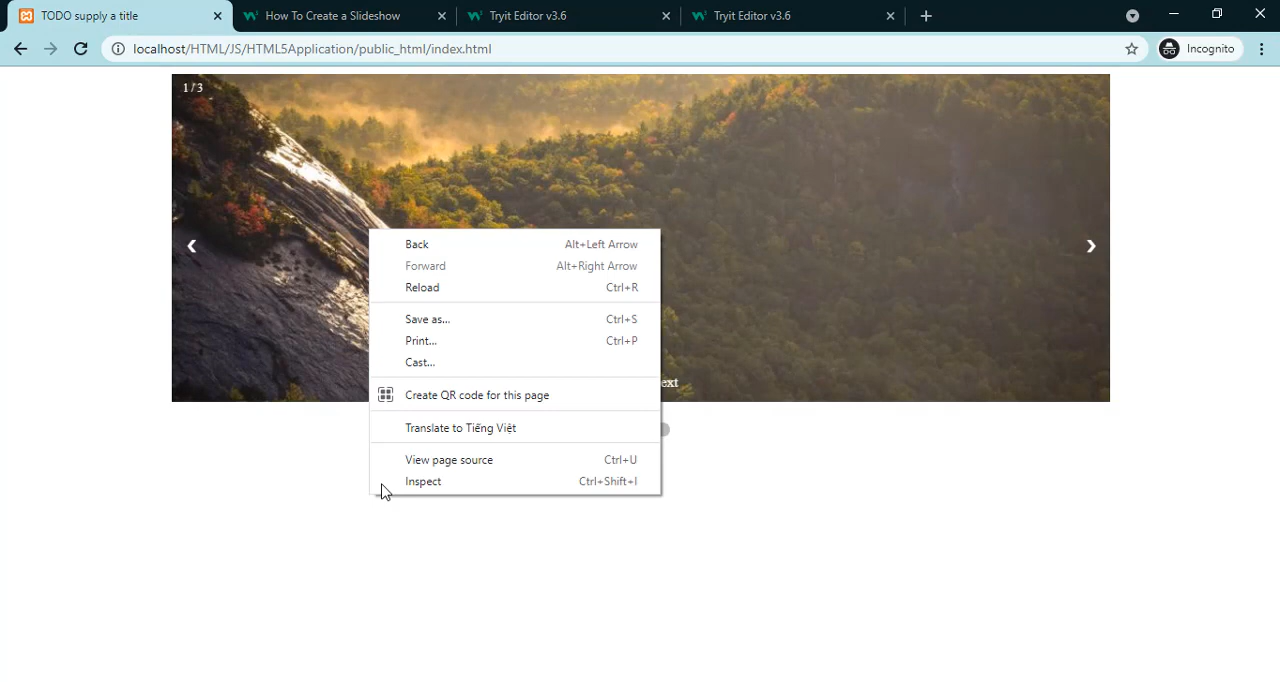 TODO supply a title
How To Create a Slideshow
Tryit Editor v3.6
Tryit Editor v3.6
localhost/HTML/JS/HTML5Application/public_html/index.html
Incognito
1 / 3
❮
❯
Back Alt+Left Arrow
Forward Alt+Right Arrow
Reload Ctrl+R
Save as... Ctrl+S
Print... Ctrl+P
Cast...
ext
Create QR code for this page
Translate to Tiếng Việt
View page source Ctrl+U
Inspect Ctrl+Shift+I